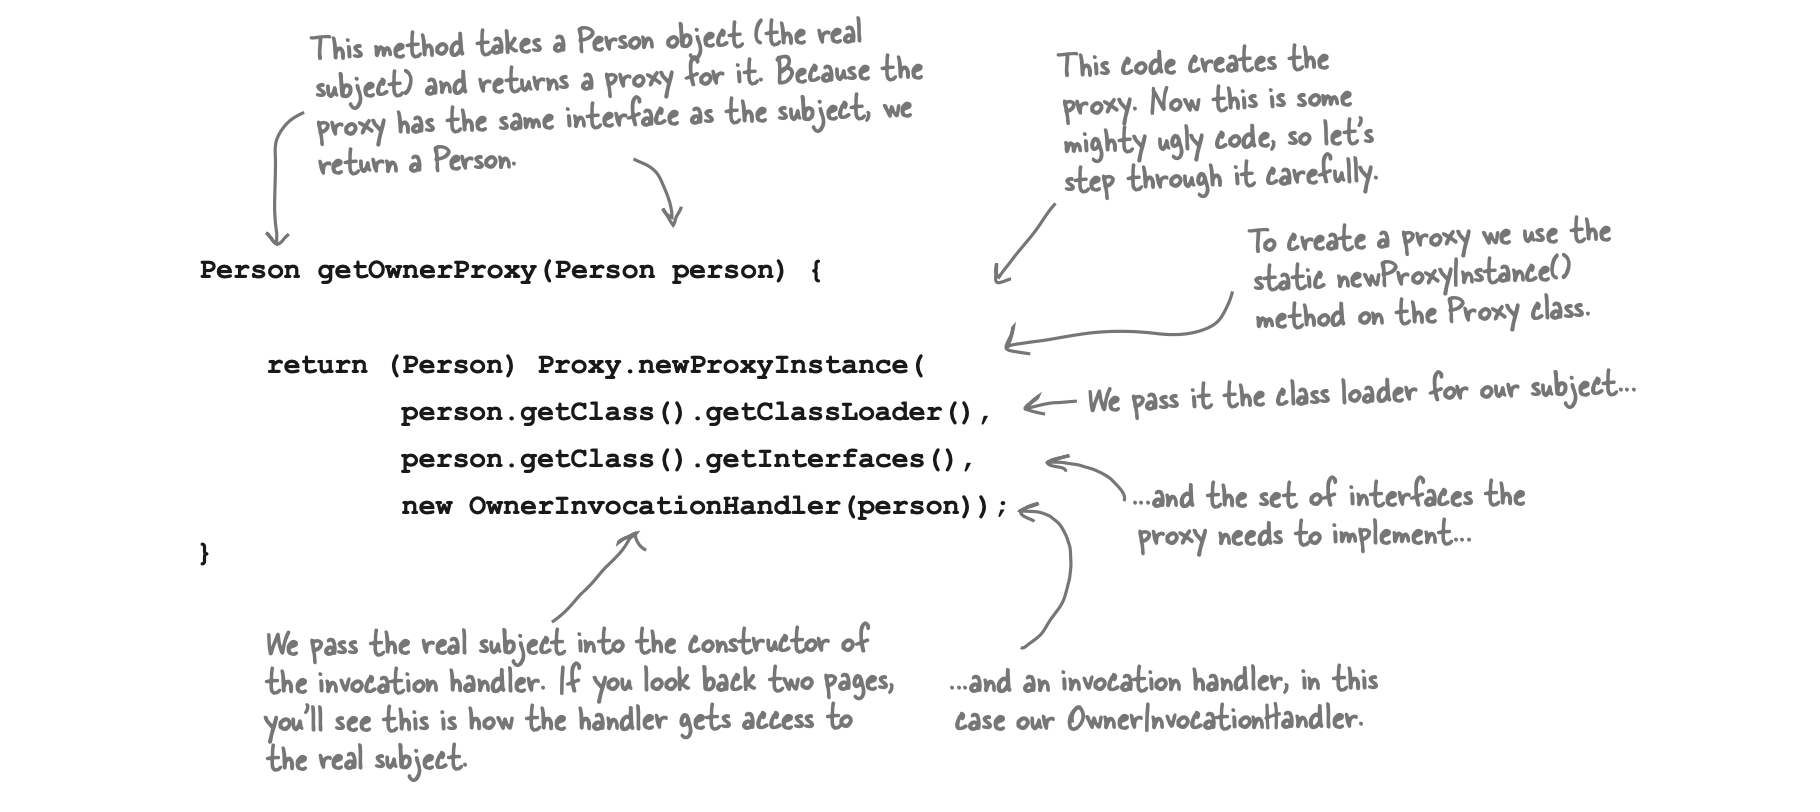 This method takes a Person object (the real
subject) and returns a proxy for it. Because the
proxy has the same interface as the subject, we
return a Person.
This code creates the
proxy. Now this is some
mighty ugly code, so let's
step through it carefully.
To create a proxy we use the
static newProxyInstance()
method on the Proxy class.
Person getOwnerProxy(Person person) {
return (Person) Proxy.newProxyInstance(
person.getClass().getClassLoader(),
We pass it the class loader for our subject...
person.getClass().getInterfaces(),
...and the set of interfaces the
proxy needs to implement...
new OwnerInvocationHandler(person));
}
We pass the real subject into the constructor of
the invocation handler. If you look back two pages,
you'll see this is how the handler gets access to
the real subject.
...and an invocation handler, in this
case our OwnerInvocationHandler.